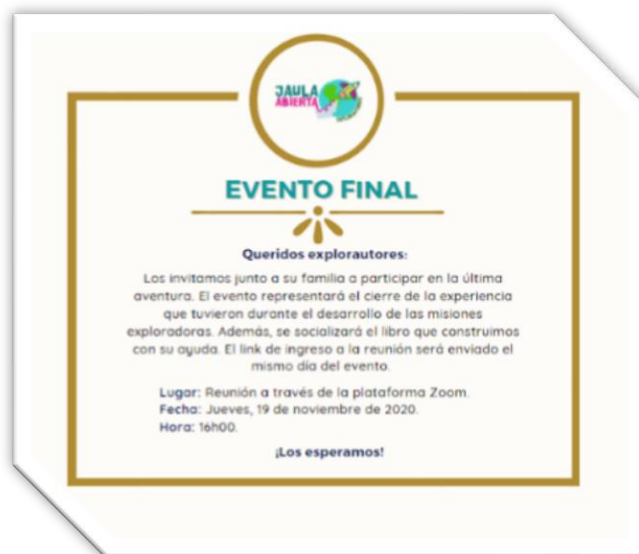 JAULA
ABIERTA
EVENTO FINAL
Queridos explorautores:
Los invitamos junto a su familia a participar en la última
aventura. El evento representará el cierre de la experiencia
que tuvieron durante el desarrollo de las misiones
exploradoras. Además, se socializará el libro que construimos
con su ayuda. El link de ingreso a la reunión será enviado el
mismo día del evento.
Lugar: Reunión a través de la plataforma Zoom.
Fecha: Jueves, 19 de noviembre de 2020.
Hora: 16h00.
¡Los esperamos!